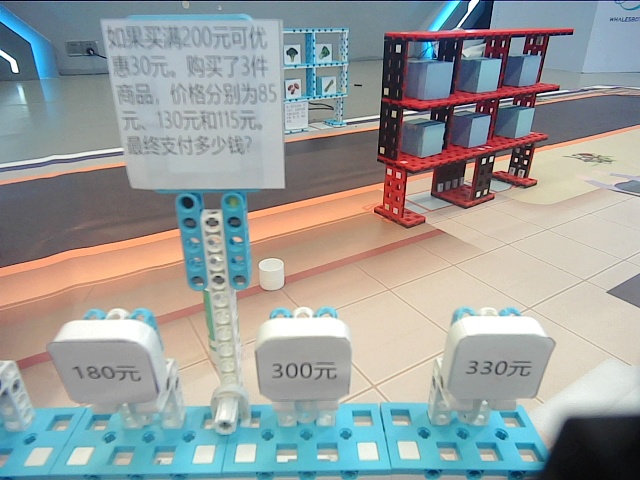 如果买满200元可优
惠30元。购买了3件
商品，价格分别为85
元、130元和115元。
最终支付多少钱?
180元
300元
330元
WHALESBOT